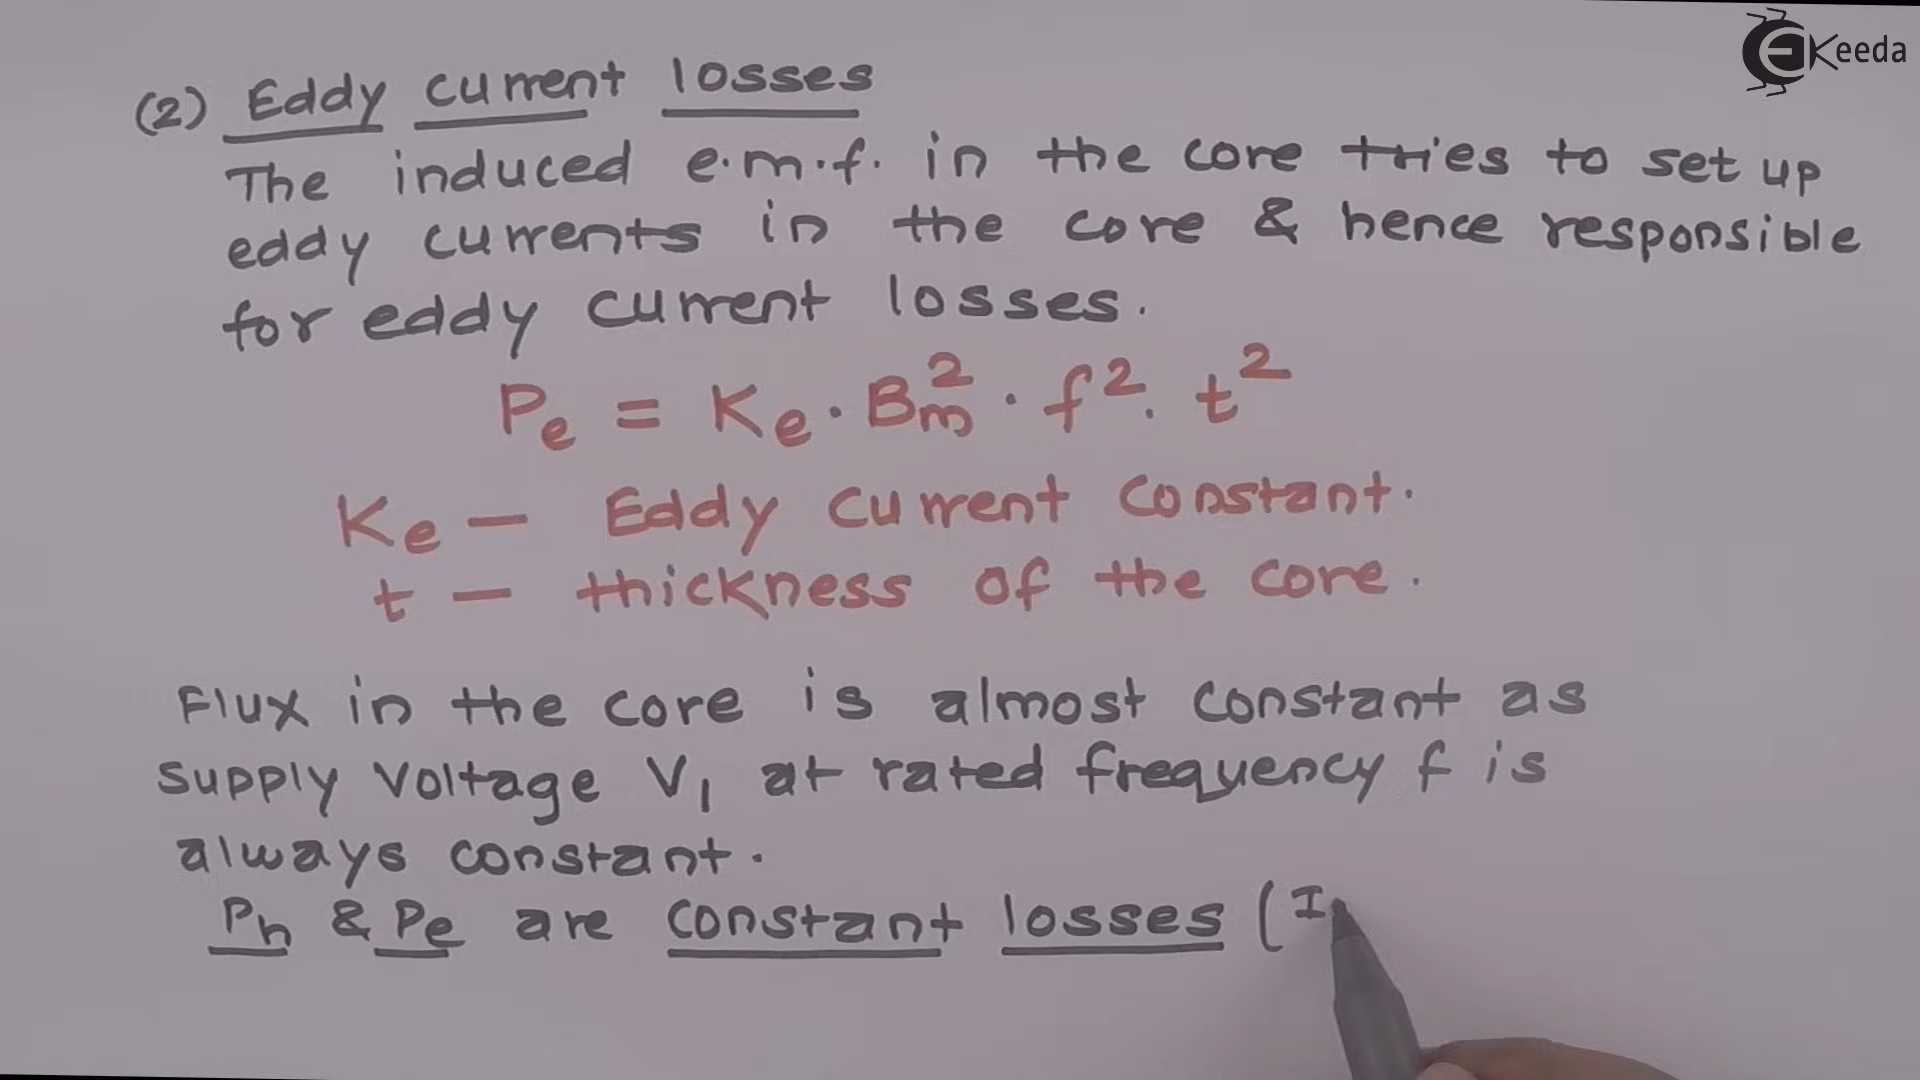 EKeeda
(2) Eddy current losses
The induced e.m.f. in the core tries to set up
eddy currents in the core & hence responsible
for eddy current losses.
Pe = Ke · Bm² · f² · t²
Ke — Eddy current constant.
t — thickness of the core.
Flux in the core is almost constant as
supply voltage V₁ at rated frequency f is
always constant.
Ph & Pe are constant losses (I